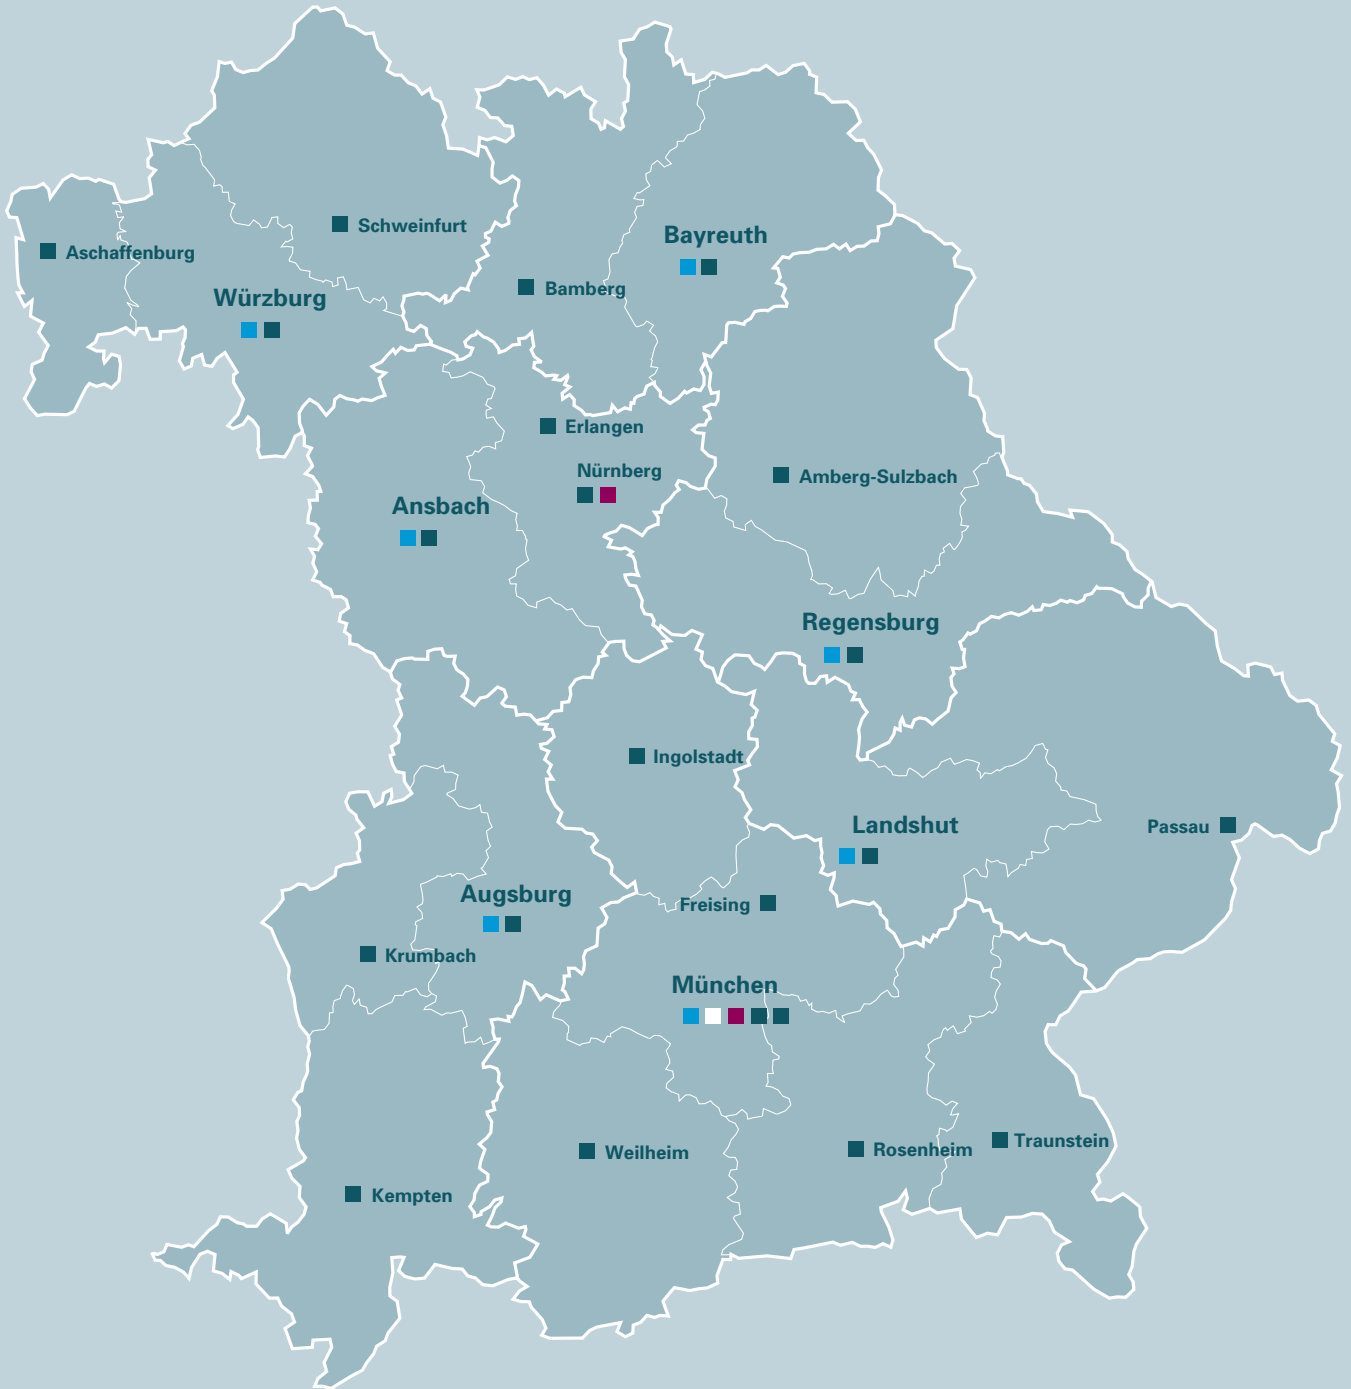 Schweinfurt
Bayreuth
Aschaffenburg
Bamberg
Würzburg
Erlangen
Nürnberg
Amberg-Sulzbach
Ansbach
Regensburg
Ingolstadt
Landshut
Passau
Augsburg
Freising
Krumbach
München
Traunstein
Rosenheim
Weilheim
Kempten